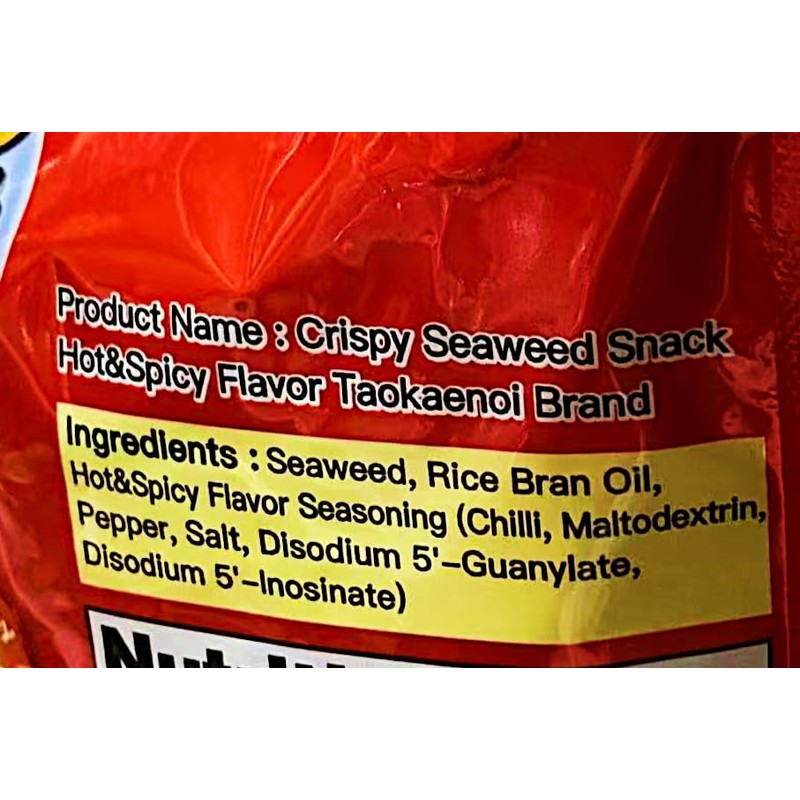 Product Name : Crispy Seaweed Snack
Hot&Spicy Flavor Taokaenoi Brand
Ingredients : Seaweed, Rice Bran Oil,
Hot&Spicy Flavor Seasoning (Chilli, Maltodextrin,
Pepper, Salt, Disodium 5'-Guanylate,
Disodium 5'-Inosinate)